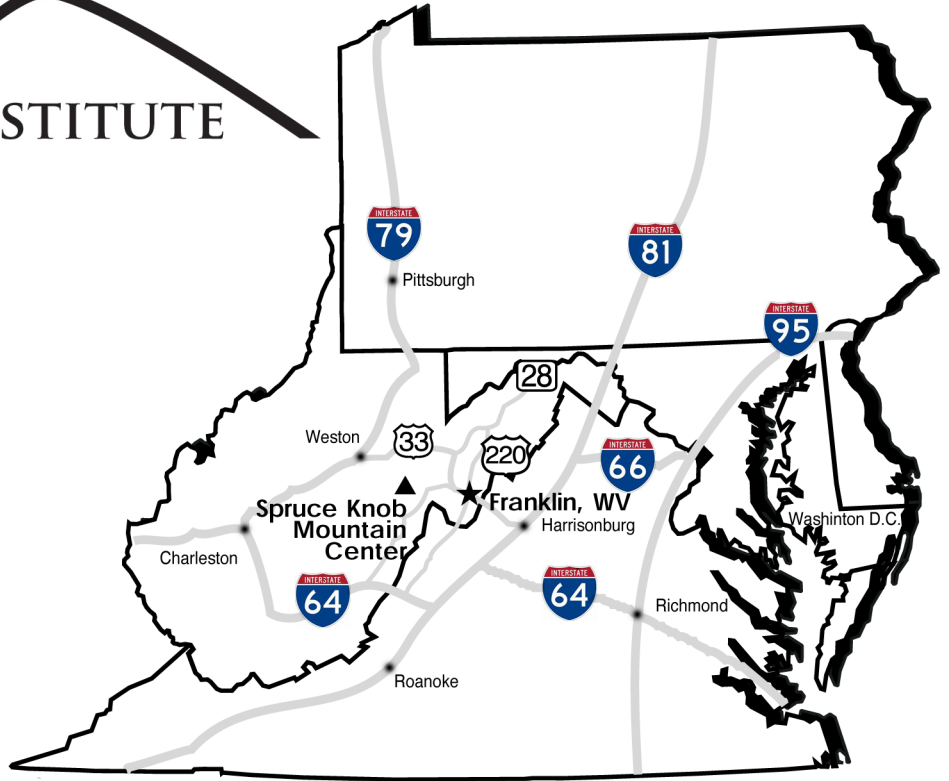 STITUTE
INTERSTATE
79
INTERSTATE
81
Pittsburgh
INTERSTATE
95
28
Weston
33
220
INTERSTATE
66
Spruce Knob
Mountain
Center
Franklin, WV
Harrisonburg
Washinton D.C.
Charleston
INTERSTATE
64
INTERSTATE
64
Richmond
Roanoke